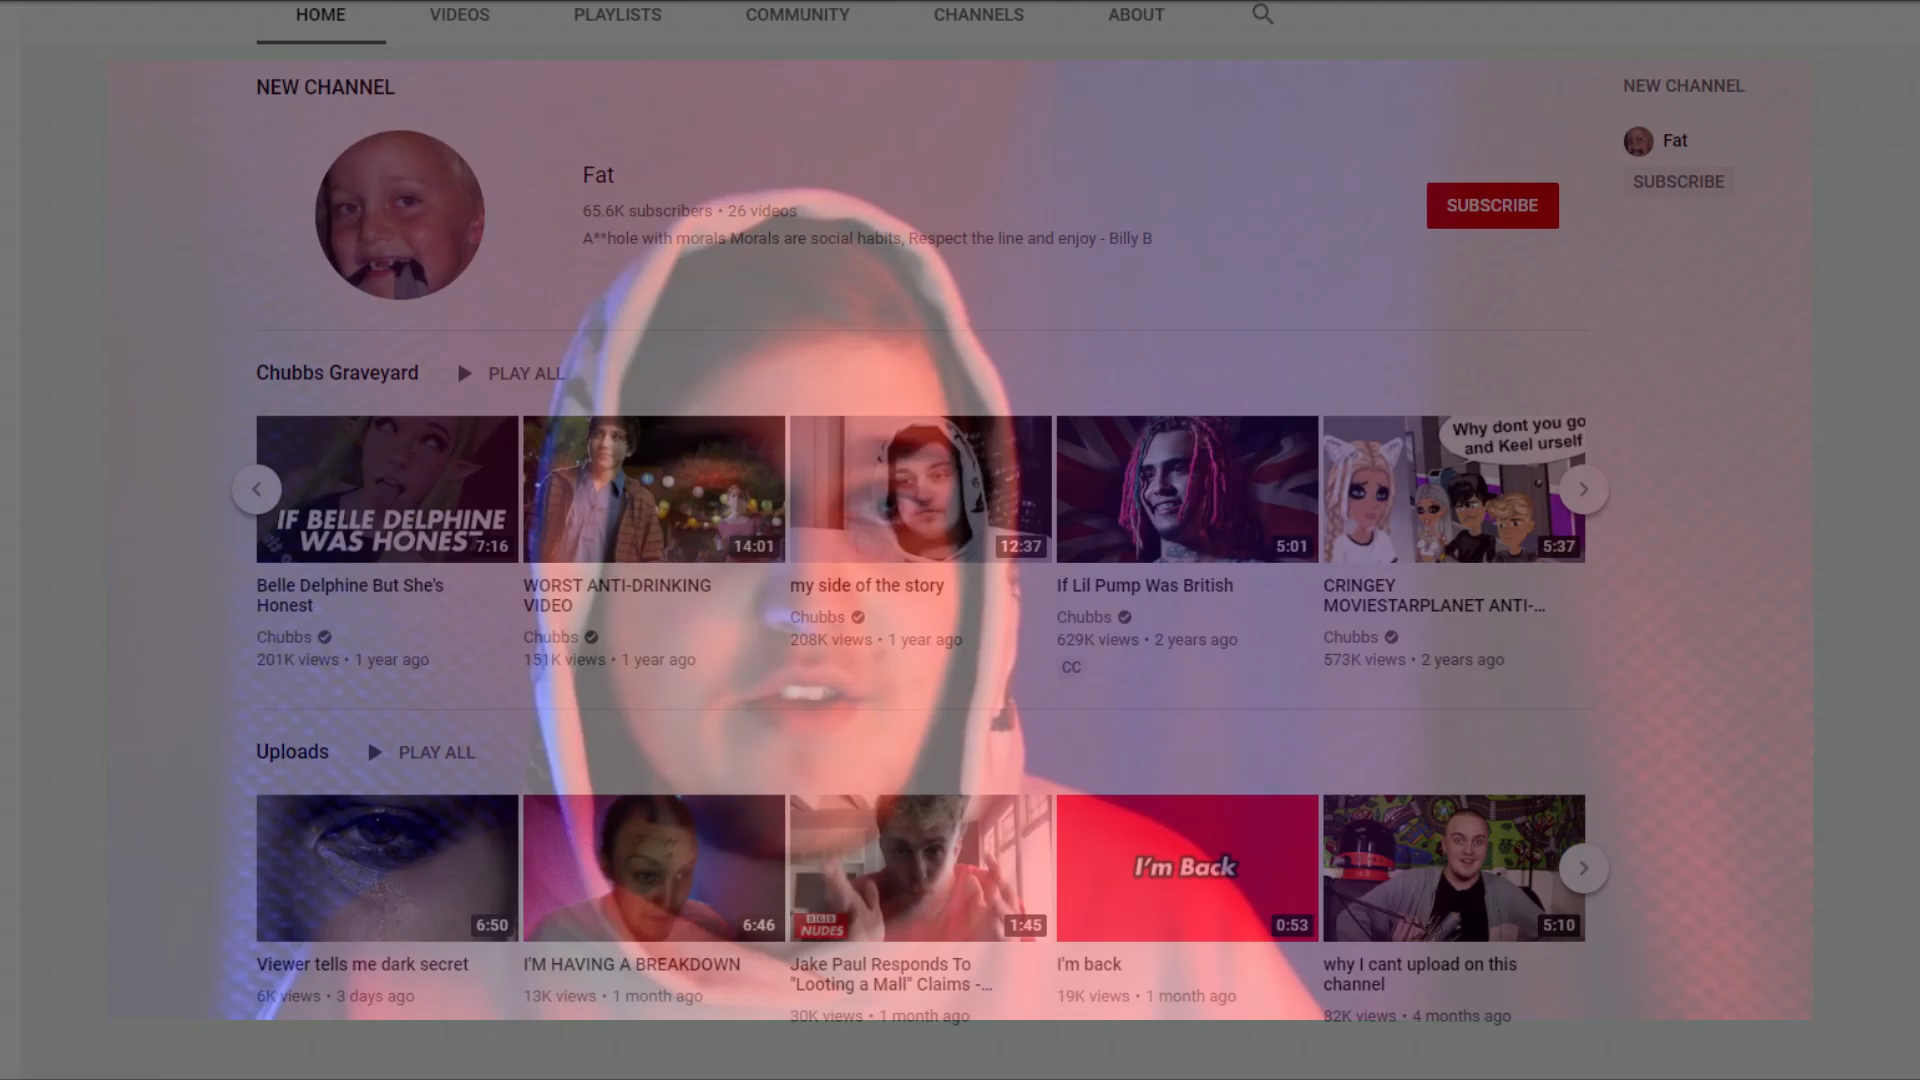 HOME VIDEOS PLAYLISTS COMMUNITY CHANNELS ABOUT
NEW CHANNEL
Fat
65.6K subscribers • 26 videos
A**hole with morals Morals are social habits, Respect the line and enjoy - Billy B
SUBSCRIBE
NEW CHANNEL
Fat
SUBSCRIBE
Chubbs Graveyard PLAY ALL
IF BELLE DELPHINE
WAS HONEST
7:16
Belle Delphine But She's
Honest
Chubbs
201K views • 1 year ago
14:01
WORST ANTI-DRINKING
VIDEO
Chubbs
151K views • 1 year ago
12:37
my side of the story
Chubbs
208K views • 1 year ago
5:01
If Lil Pump Was British
Chubbs
629K views • 2 years ago
CC
Why dont you go
and Keel urself
5:37
CRINGEY
MOVIESTARPLANET ANTI-...
Chubbs
573K views • 2 years ago
Uploads PLAY ALL
6:50
Viewer tells me dark secret
6K views • 3 days ago
6:46
I'M HAVING A BREAKDOWN
13K views • 1 month ago
BBB
NUDES
1:45
Jake Paul Responds To
"Looting a Mall" Claims -...
30K views • 1 month ago
I'm Back
0:53
I'm back
19K views • 1 month ago
5:10
why I cant upload on this
channel
82K views • 4 months ago